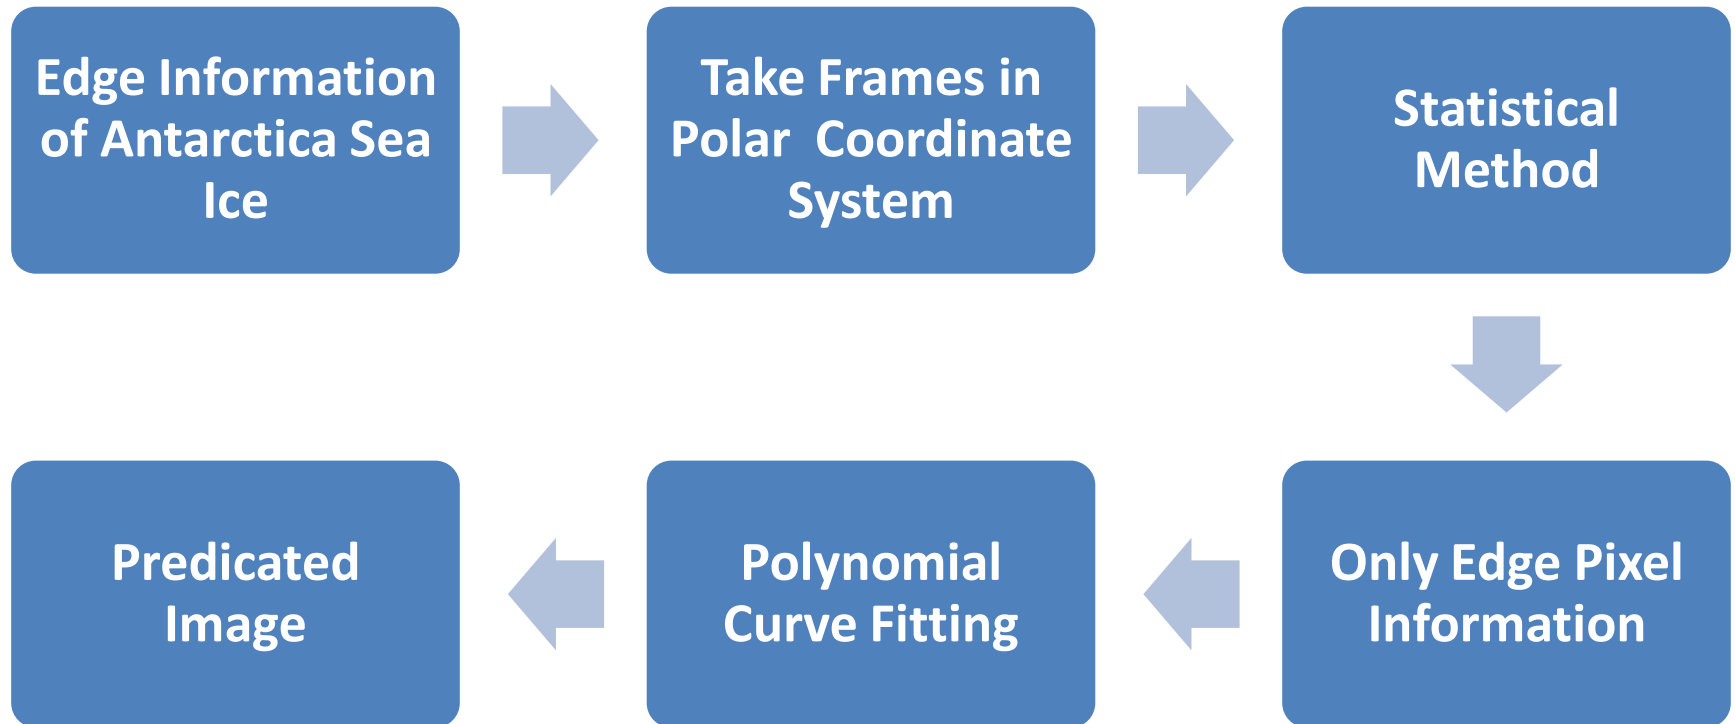 Edge Information
of Antarctica Sea
Ice
Take Frames in
Polar Coordinate
System
Statistical
Method
Only Edge Pixel
Information
Polynomial
Curve Fitting
Predicated
Image